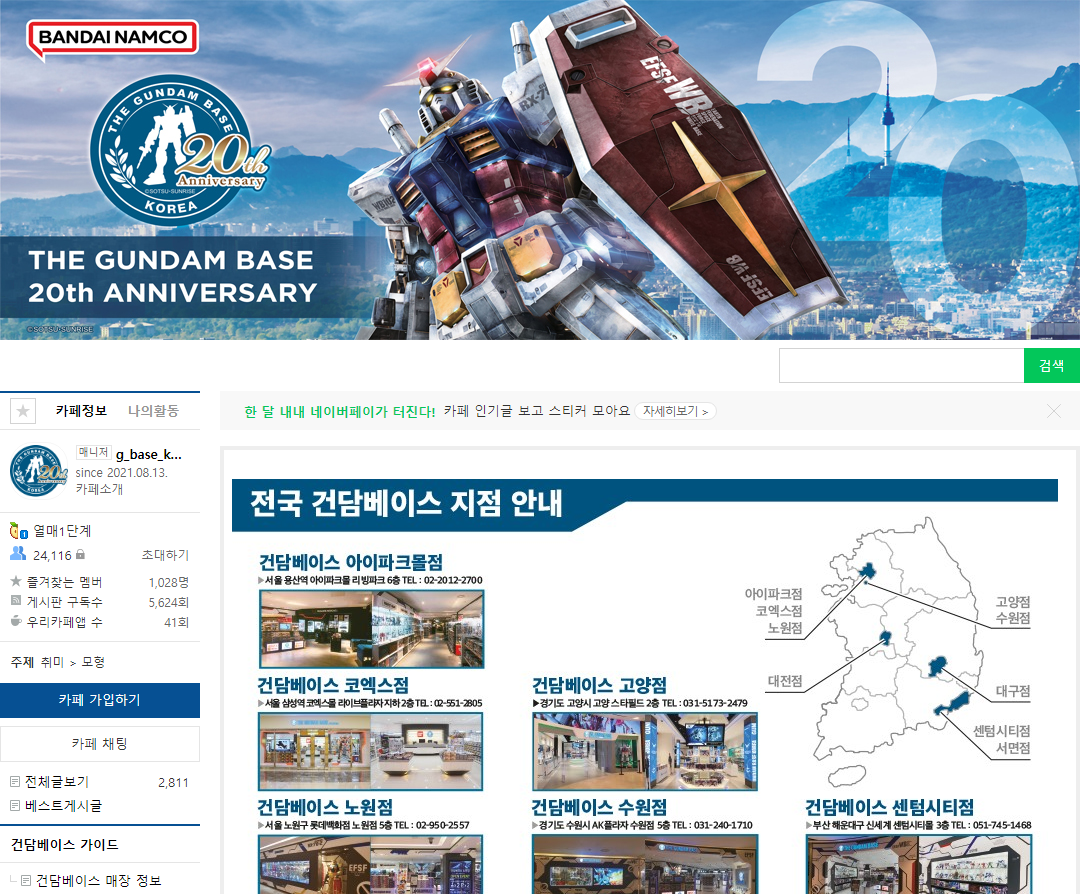 BANDAI NAMCO
THE GUNDAM BASE
20th
Anniversary
©SOTSU·SUNRISE
KOREA
THE GUNDAM BASE
20th ANNIVERSARY
©SOTSU·SUNRISE
EFSF
WB
EFSF WB
20
검색
카페정보
나의활동
한 달 내내 네이버페이가 터진다! 카페 인기글 보고 스티커 모아요 자세히보기 >
매니저 g_base_k...
since 2021.08.13.
카페소개
열매1단계
24,116 초대하기
즐겨찾는 멤버 1,028명
게시판 구독수 5,624회
우리카페앱 수 41회
주제 취미 > 모형
카페 가입하기
카페 채팅
전체글보기 2,811
베스트게시글
건담베이스 가이드
건담베이스 매장 정보
전국 건담베이스 지점 안내
건담베이스 아이파크몰점
▶서울 용산역 아이파크몰 리빙파크 6층 TEL : 02-2012-2700
건담베이스 코엑스점
▶서울 삼성역 코엑스몰 라이브플라자 지하 2층 TEL : 02-551-2805
건담베이스 고양점
▶경기도 고양시 고양 스타필드 2층 TEL : 031-5173-2479
건담베이스 노원점
▶서울 노원구 롯데백화점 노원점 5층 TEL : 02-950-2557
건담베이스 수원점
▶경기도 수원시 AK플라자 수원점 5층 TEL : 031-240-1710
건담베이스 센텀시티점
▶부산 해운대구 신세계 센텀시티몰 3층 TEL : 051-745-1468
아이파크점
코엑스점
노원점
고양점
수원점
대전점
대구점
센텀시티점
서면점